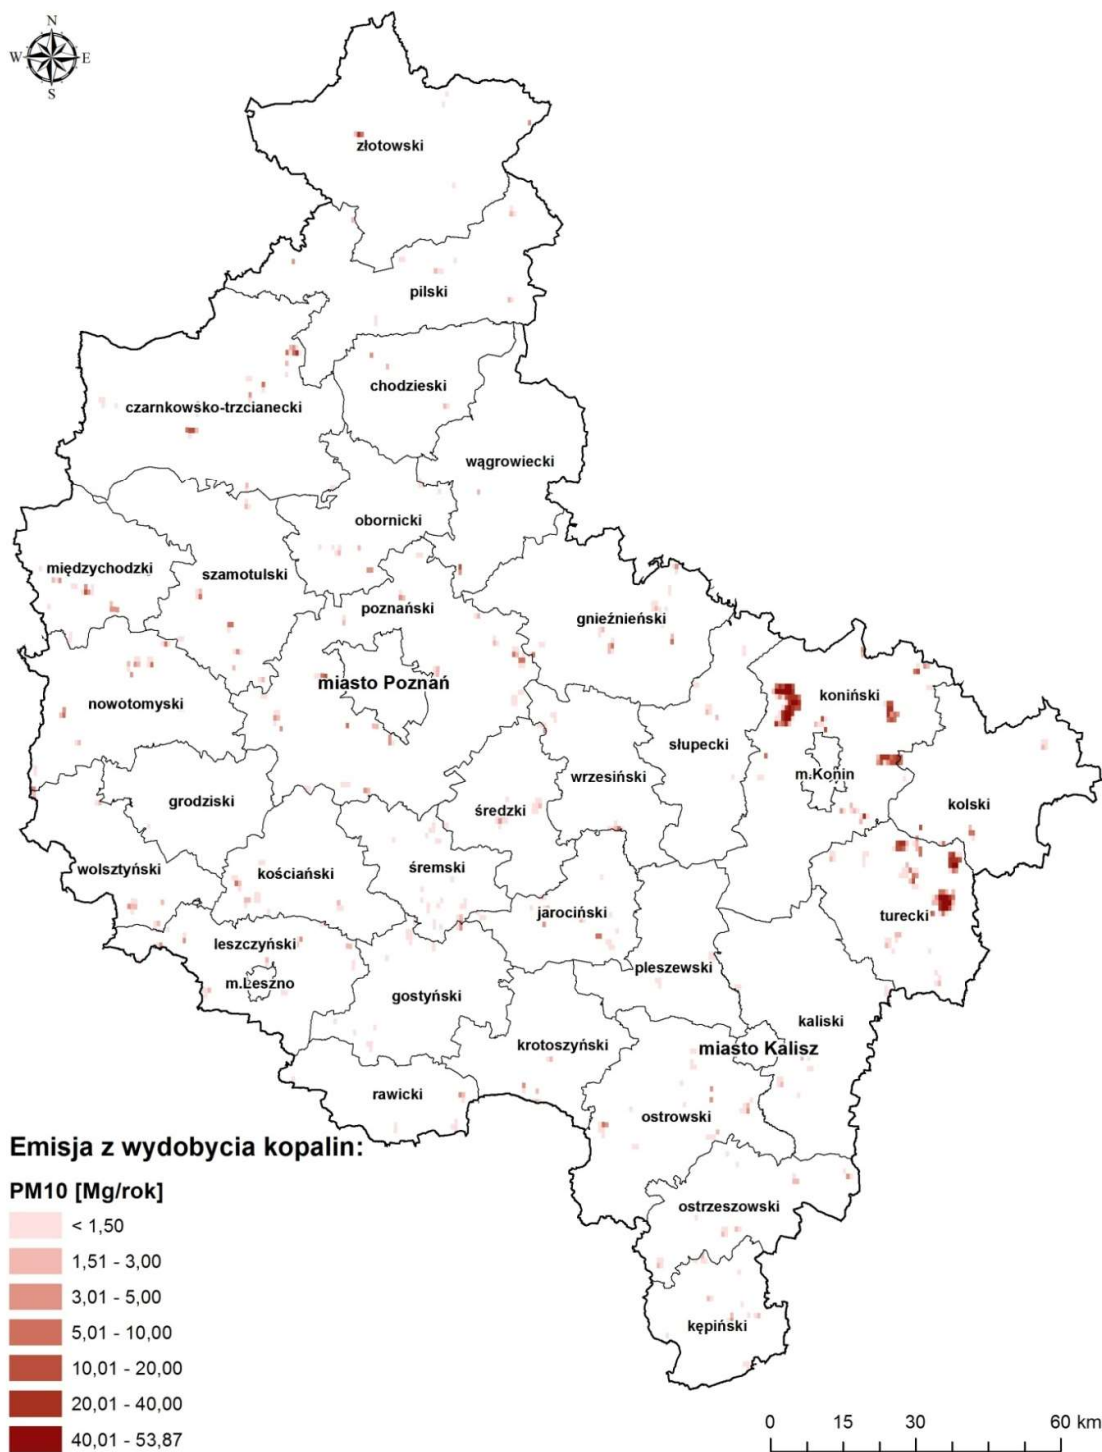 N
W E
S
złotowski
pilski
chodzieski
czarnkowsko-trzcianecki
wągrowiecki
obornicki
międzychodzki
szamotulski
poznański
gnieźnieński
miasto Poznań
koniński
nowotomyski
słupecki
m.Konin
wrzesiński
grodziski
średzki
kolski
wolsztyński
kościański
śremski
jarociński
turecki
leszczyński
pleszewski
m.Leszno
gostyński
kaliski
krotoszyński
miasto Kalisz
rawicki
ostrowski
Emisja z wydobycia kopalin:
PM10 [Mg/rok]
ostrzeszowski
< 1,50
1,51 - 3,00
3,01 - 5,00
kępiński
5,01 - 10,00
10,01 - 20,00
20,01 - 40,00
40,01 - 53,87
0 15 30 60 km